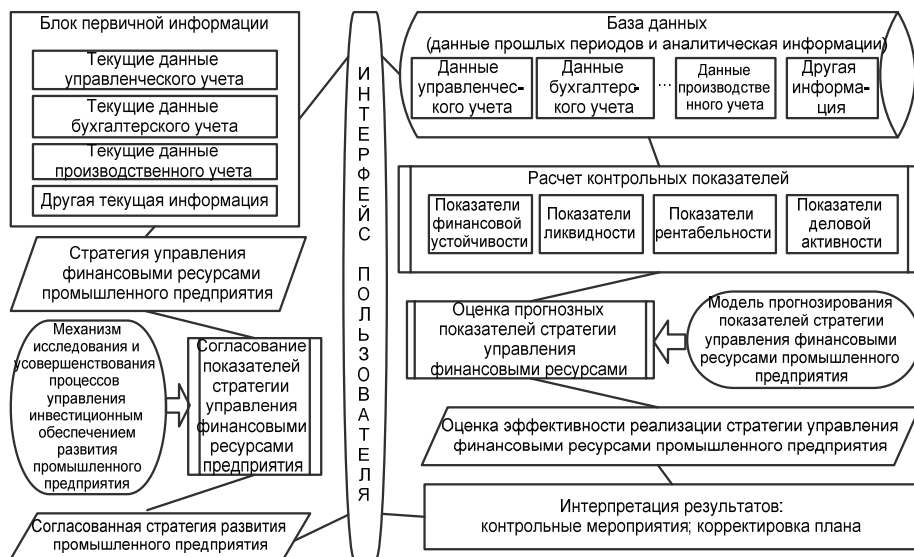 Блок первичной информации
Текущие данные
управленческого учета
Текущие данные
бухгалтерского учета
Текущие данные
производственного учета
Другая текущая информация
Стратегия управления
финансовыми ресурсами
промышленного предприятия
Механизм
исследования и
усовершенствования
процессов
управления
инвестиционным
обеспечением
развития
промышленного
предприятия
Согласование
показателей
стратегии
управления
финансовыми
ресурсами
предприятия
Согласованная стратегия развития
промышленного предприятия
ИНТЕРФЕЙС ПОЛЬЗОВАТЕЛЯ
База данных
(данные прошлых периодов и аналитическая информации)
Данные
управленчес-
кого учета
Данные
бухгалтерс-
кого учета
...
Данные
производстве
нного учета
Другая
информа-
ция
Расчет контрольных показателей
Показатели
финансовой
устойчивости
Показатели
ликвидности
Показатели
рентабельности
Показатели
деловой
активности
Оценка прогнозных
показателей стратегии
управления
финансовыми ресурсами
Модель прогнозирования
показателей стратегии
управления финансовыми
ресурсами промышленного
предприятия
Оценка эффективности реализации стратегии управления
финансовыми ресурсами промышленного предприятия
Интерпретация результатов:
контрольные мероприятия; корректировка плана